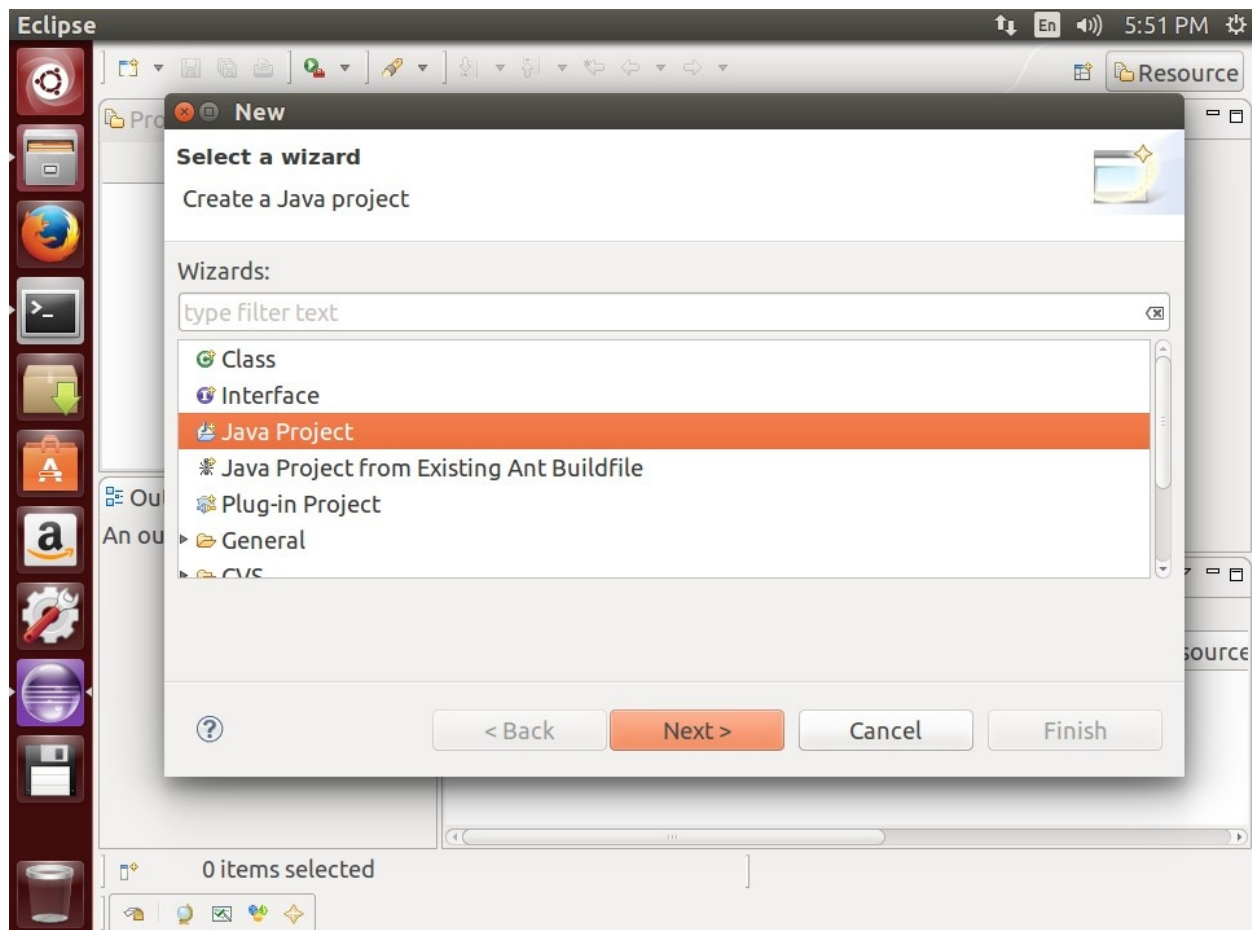 Eclipse
En
5:51 PM
Resource
New
Select a wizard
Create a Java project
Wizards:
type filter text
Class
Interface
Java Project
Java Project from Existing Ant Buildfile
Plug-in Project
General
CVS
An ou
< Back
Next >
Cancel
Finish
0 items selected